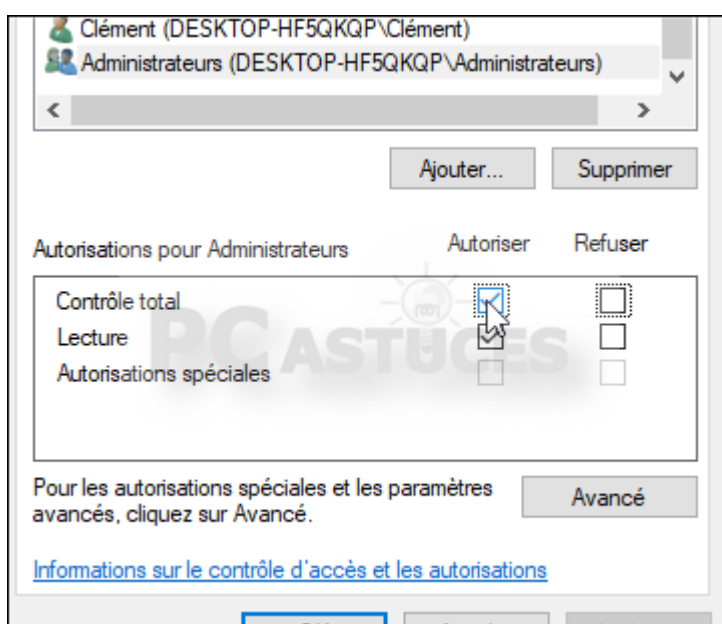 Clément (DESKTOP-HF5QKQP\Clément)
Administrateurs (DESKTOP-HF5QKQP\Administrateurs)
Ajouter... Supprimer
Autorisations pour Administrateurs Autoriser Refuser
Contrôle total
Lecture
PC ASTUCES
Autorisations spéciales
Pour les autorisations spéciales et les paramètres
avancés, cliquez sur Avancé.
Avancé
Informations sur le contrôle d'accès et les autorisations